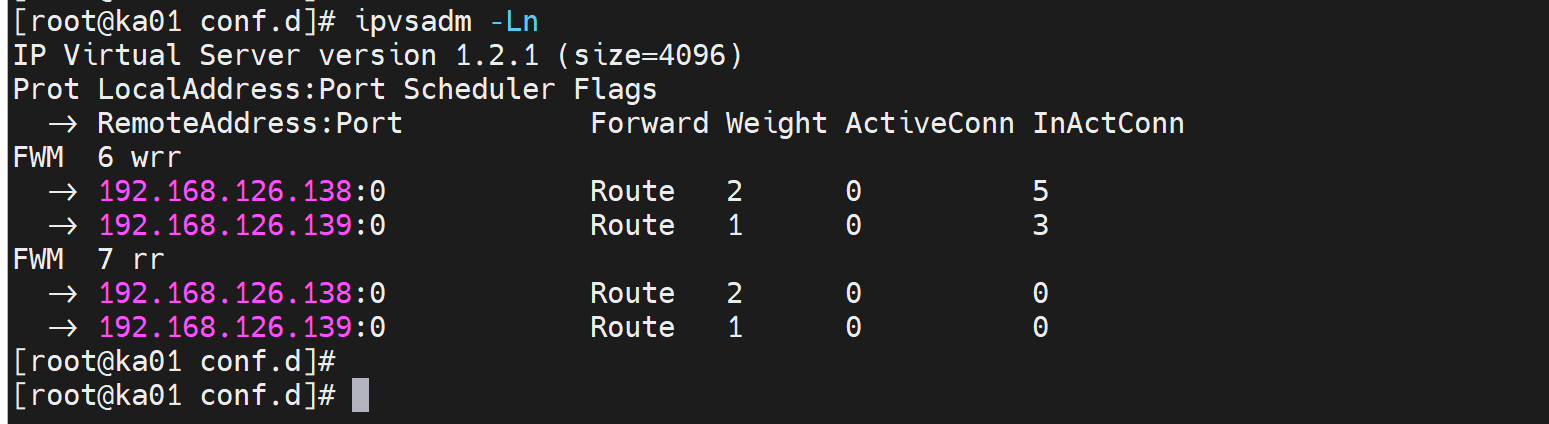 [root@ka01 conf.d]# ipvsadm -Ln
IP Virtual Server version 1.2.1 (size=4096)
Prot LocalAddress:Port Scheduler Flags
  -> RemoteAddress:Port           Forward Weight ActiveConn InActConn
FWM  6 wrr
  -> 192.168.126.138:0            Route   2      0          5
  -> 192.168.126.139:0            Route   1      0          3
FWM  7 rr
  -> 192.168.126.138:0            Route   2      0          0
  -> 192.168.126.139:0            Route   1      0          0
[root@ka01 conf.d]#
[root@ka01 conf.d]#